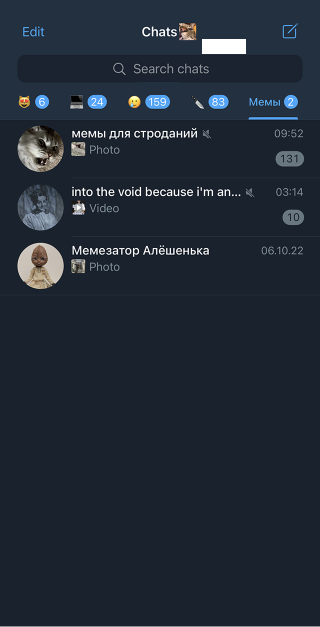 Edit
Chats
Search chats
6
24
159
83
Мемы 2
мемы для строданий
09:52
Photo
131
into the void because i'm an...
03:14
Video
10
Мемезатор Алёшенька
06.10.22
Photo